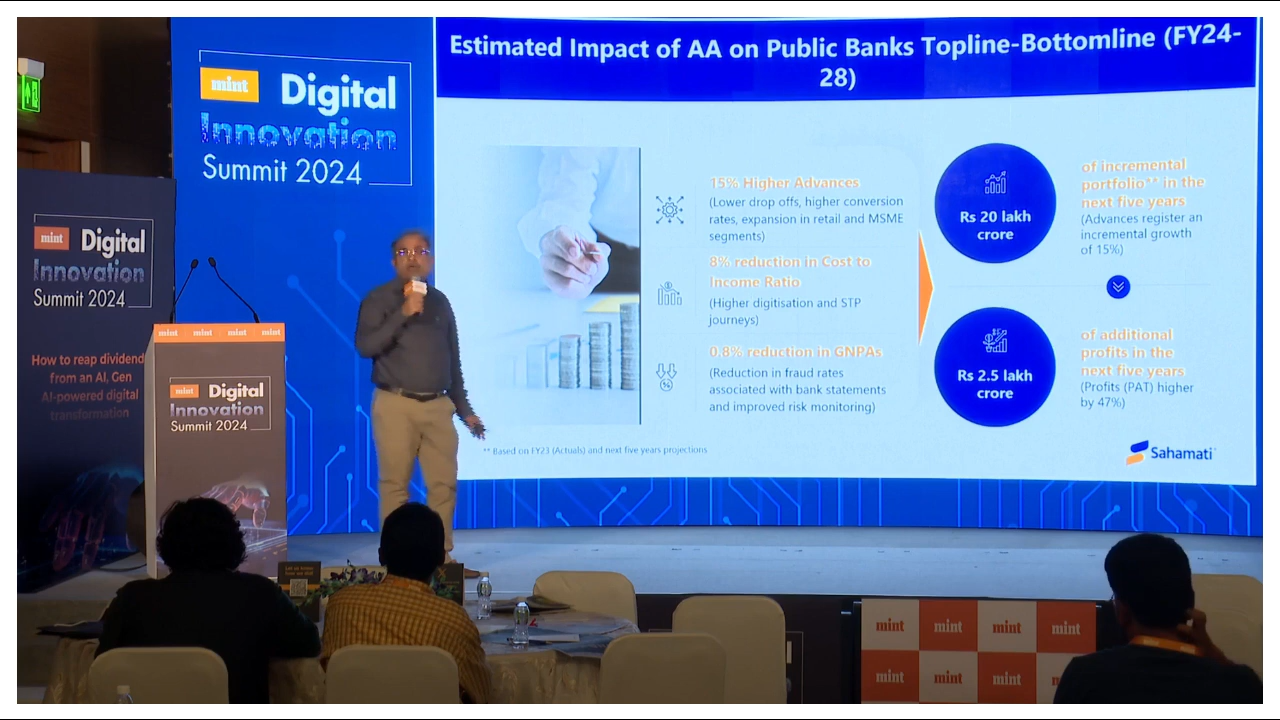 mint
Digital
Innovation
Summit 2024
Estimated Impact of AA on Public Banks Topline-Bottomline (FY24-
28)
15% Higher Advances
(Lower drop offs, higher conversion
rates, expansion in retail and MSME
segments)
8% reduction in Cost to
Income Ratio
(Higher digitisation and STP
journeys)
0.8% reduction in GNPAs
(Reduction in fraud rates
associated with bank statements
and improved risk monitoring)
Rs 20 lakh
crore
of incremental
portfolio** in the
next five years
(Advances register an
incremental growth
of 15%)
Rs 2.5 lakh
crore
of additional
profits in the
next five years
(Profits (PAT) higher
by 47%)
** Based on FY23 (Actuals) and next five years projections
Sahamati
mint
Digital
Innovation
Summit 2024
How to reap dividend
from an AI, Gen
AI-powered digital
transformation
mint mint mint mint
mint
Digital
Innovation
Summit 2024
mint mint mint mint
mint mint mint